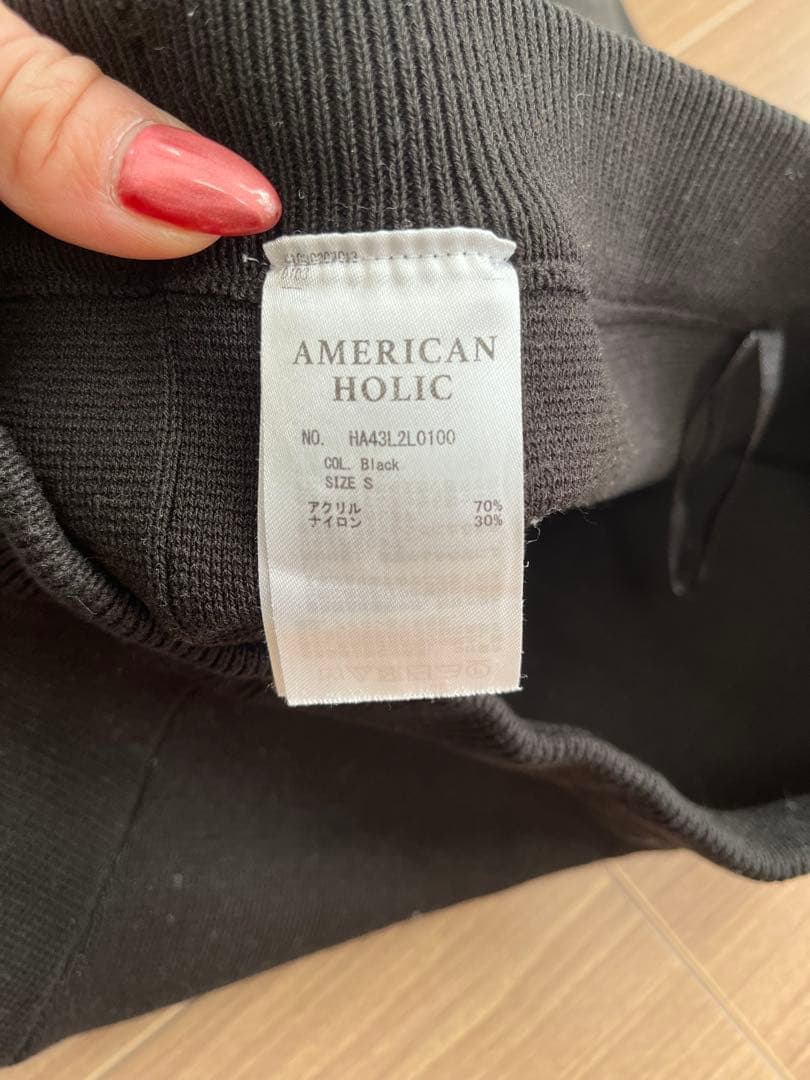 AMERICAN
HOLIC
NO. HA43L2L0100
COL. Black
SIZE S
アクリル 70%
ナイロン 30%